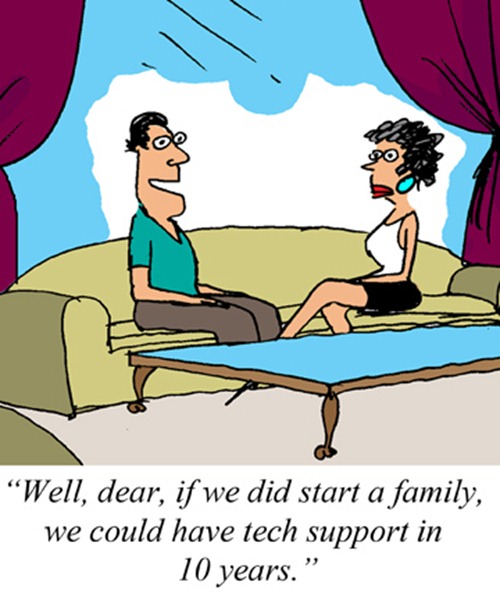 “Well, dear, if we did start a family,
we could have tech support in
10 years.”